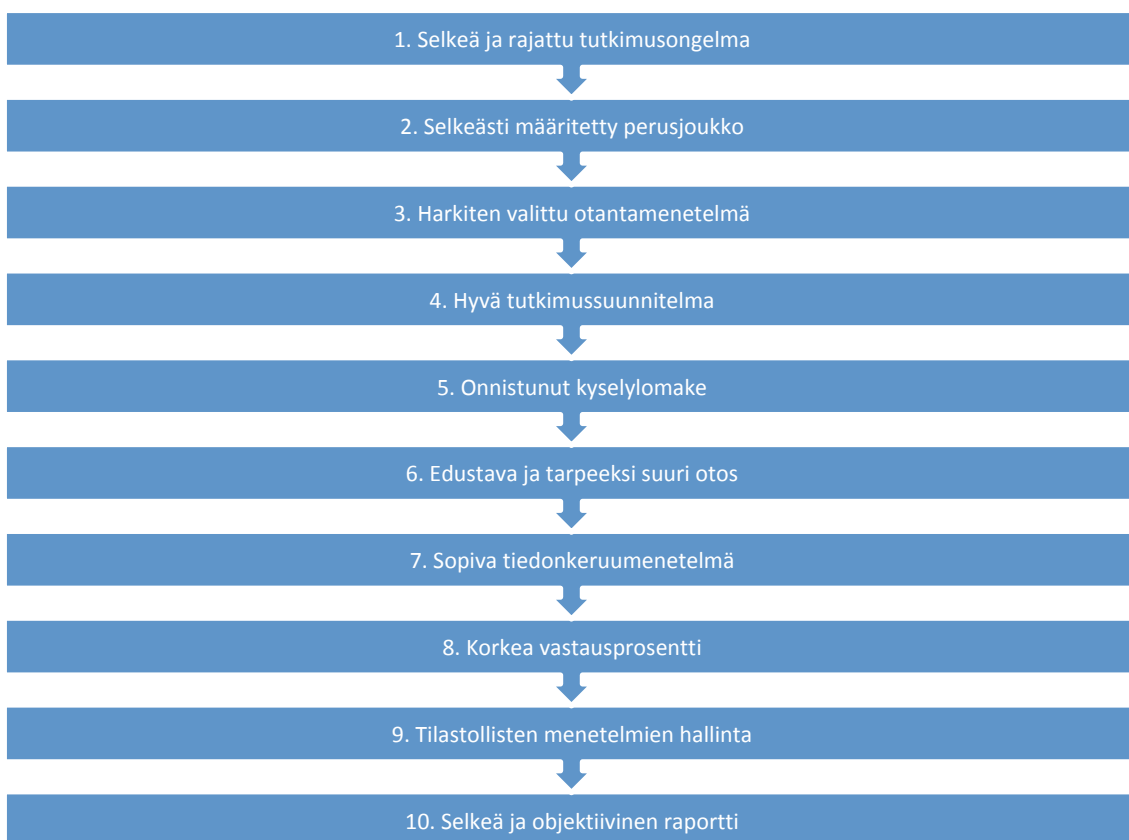 1. Selkeä ja rajattu tutkimusongelma
2. Selkeästi määritetty perusjoukko
3. Harkiten valittu otantamenetelmä
4. Hyvä tutkimussuunnitelma
5. Onnistunut kyselylomake
6. Edustava ja tarpeeksi suuri otos
7. Sopiva tiedonkeruumenetelmä
8. Korkea vastausprosentti
9. Tilastollisten menetelmien hallinta
10. Selkeä ja objektiivinen raportti